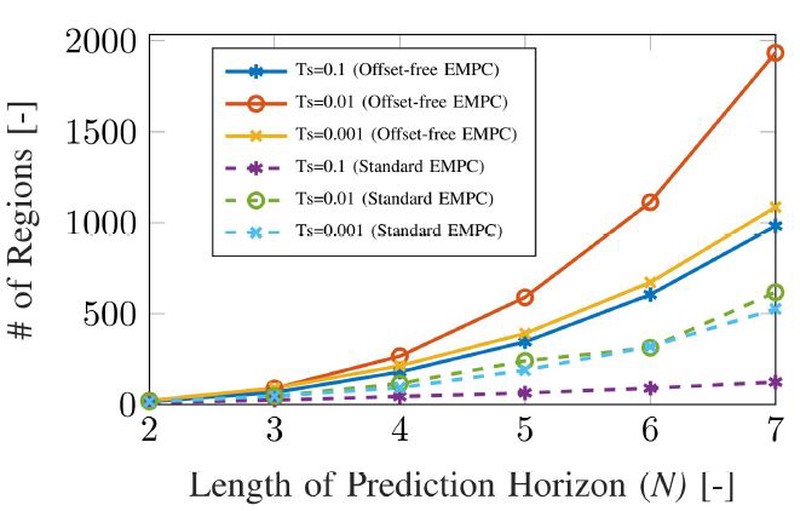 2000
1500
1000
500
0
# of Regions [-]
Ts=0.1 (Offset-free EMPC)
Ts=0.01 (Offset-free EMPC)
Ts=0.001 (Offset-free EMPC)
Ts=0.1 (Standard EMPC)
Ts=0.01 (Standard EMPC)
Ts=0.001 (Standard EMPC)
2 3 4 5 6 7
Length of Prediction Horizon (N) [-]